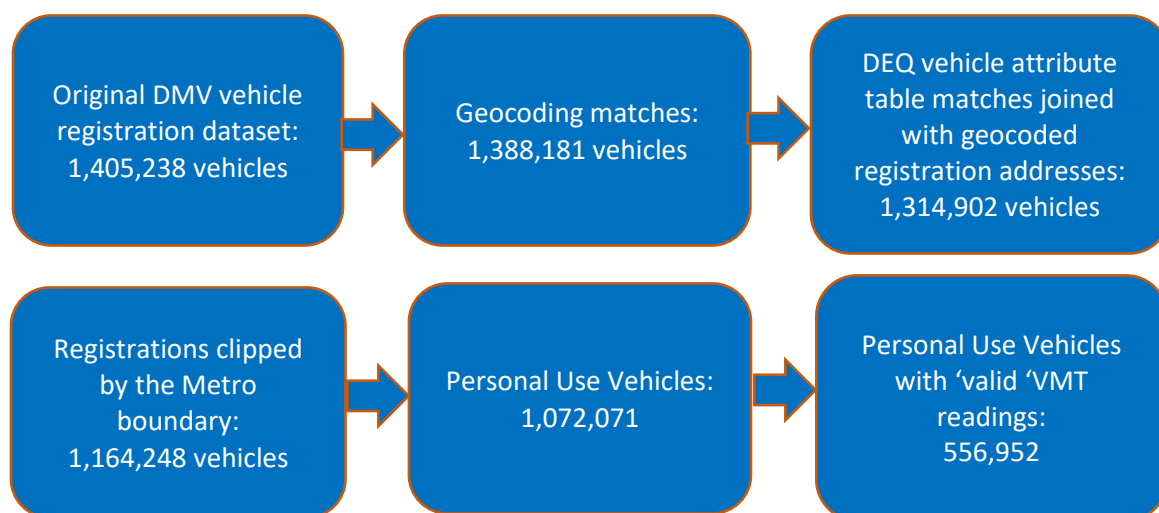 Original DMV vehicle
registration dataset:
1,405,238 vehicles
Geocoding matches:
1,388,181 vehicles
DEQ vehicle attribute
table matches joined
with geocoded
registration addresses:
1,314,902 vehicles
Registrations clipped
by the Metro
boundary:
1,164,248 vehicles
Personal Use Vehicles:
1,072,071
Personal Use Vehicles
with ‘valid ‘VMT
readings:
556,952